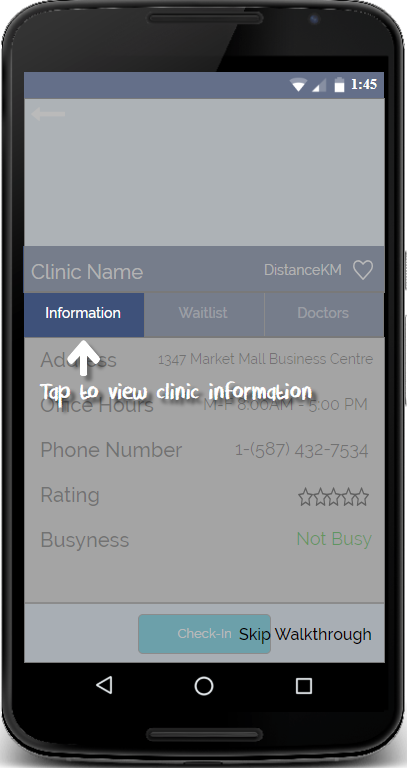 1:45
Clinic Name DistanceKM
Information Waitlist Doctors
Address 1347 Market Mall Business Centre
Tap to view clinic information
Office Hours M-F 8:00AM - 5:00 PM
Phone Number 1-(587) 432-7534
Rating
Busyness Not Busy
Check-In Skip Walkthrough